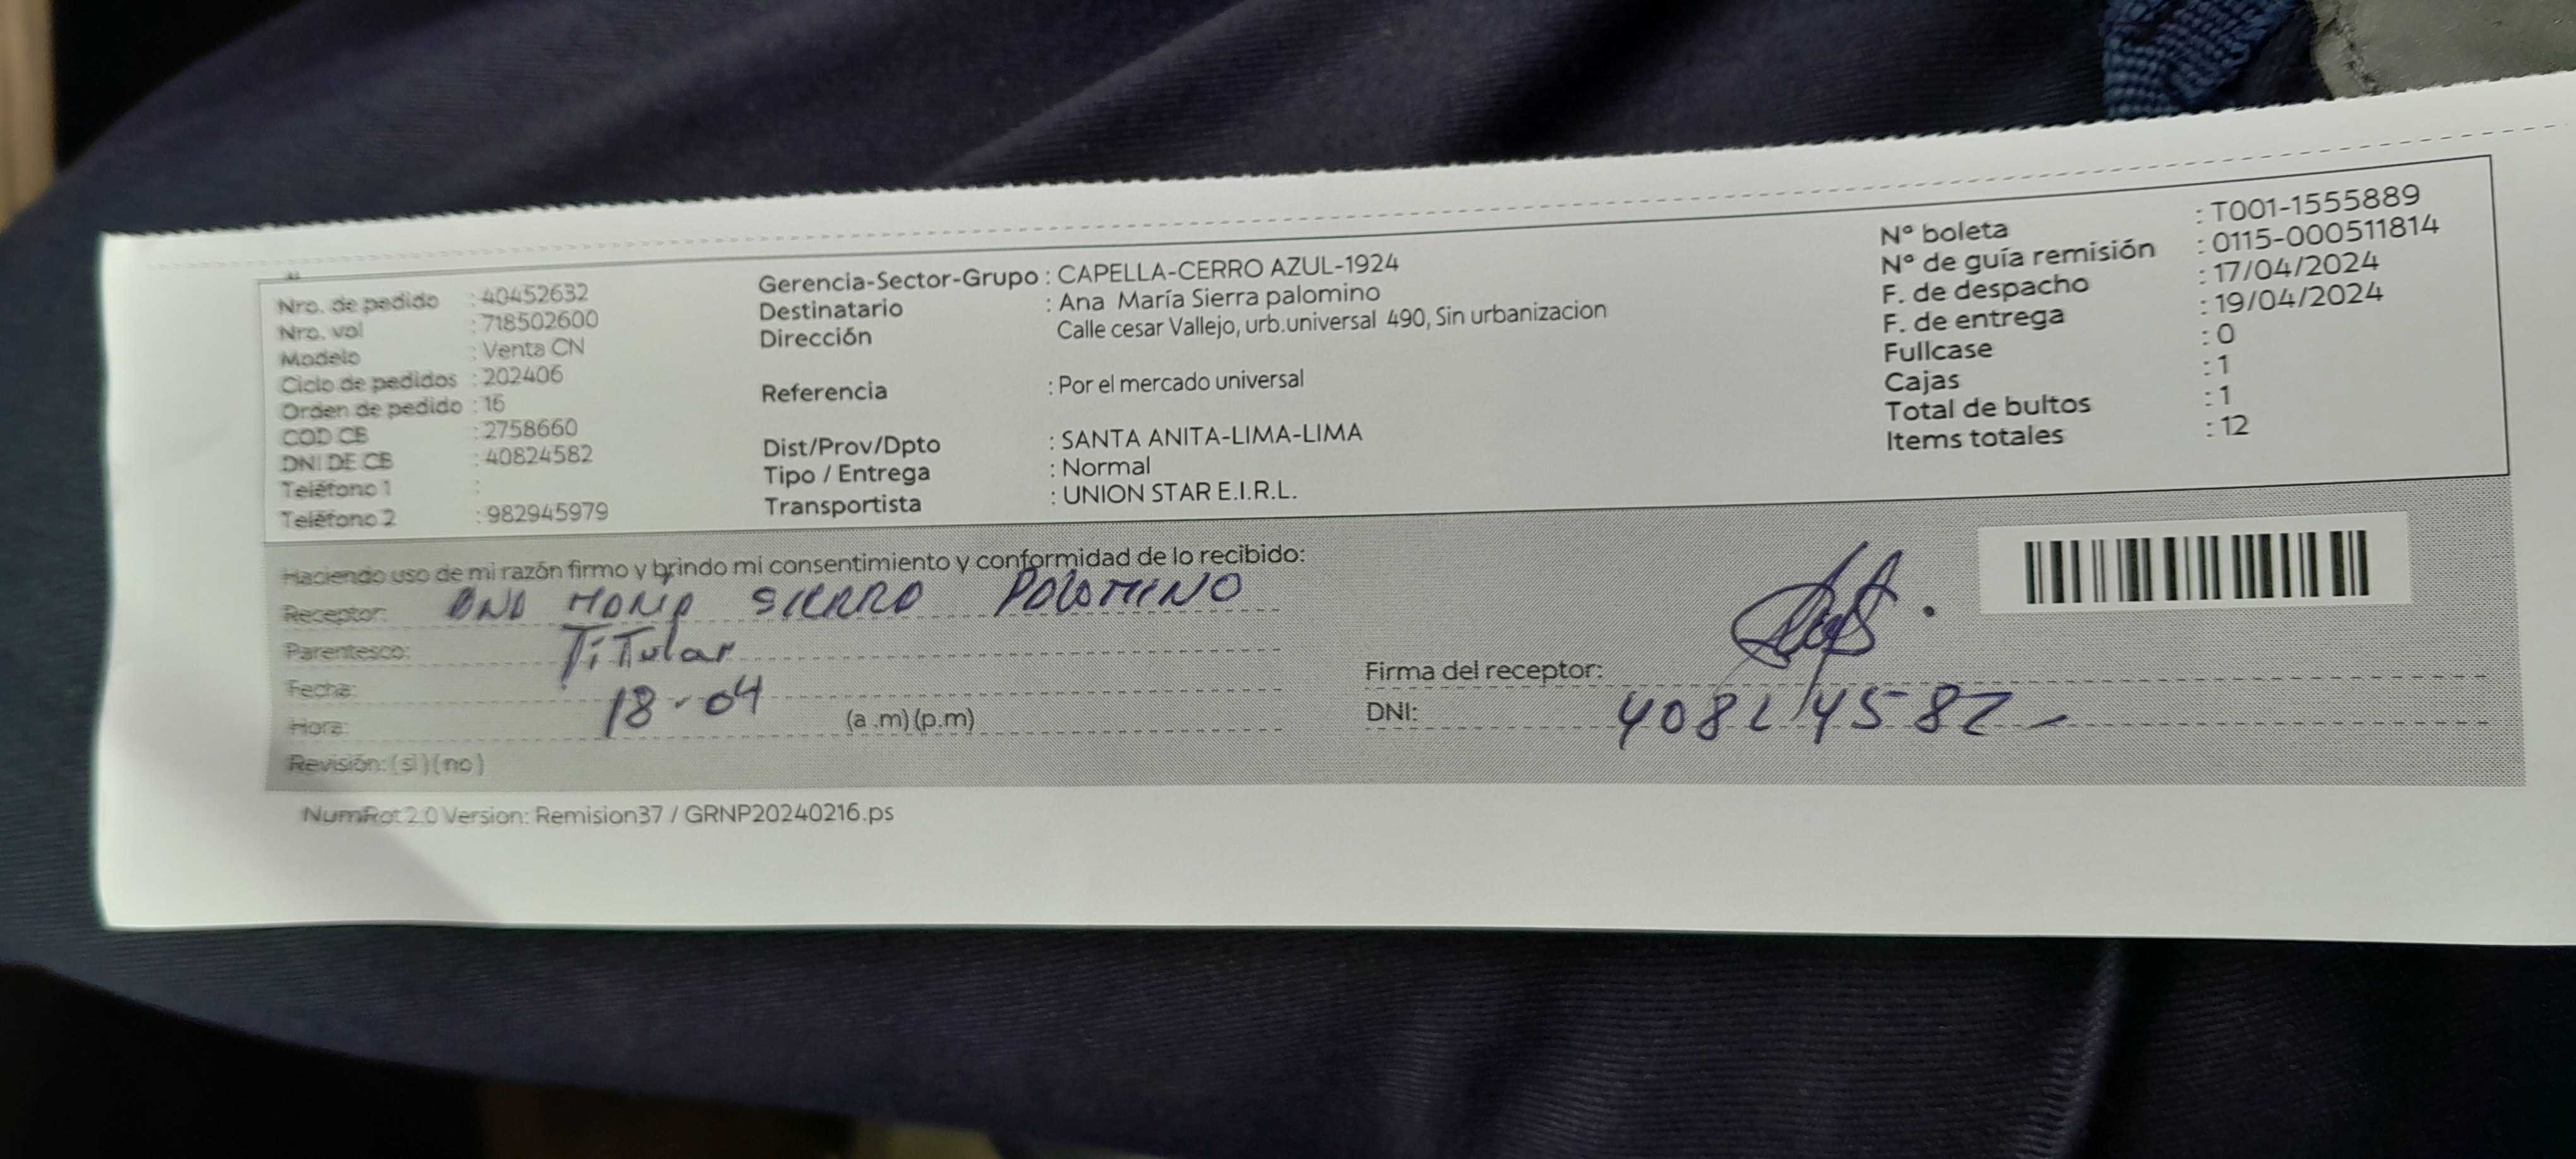 Nro. de pedido : 40452632
Nro. vol : 718502600
Modelo : Venta CN
Ciclo de pedidos : 202406
Orden de pedido : 16
COD CB : 2758660
DNI DE CB : 40824582
Teléfono 1 :
Teléfono 2 : 982945979
Gerencia-Sector-Grupo : CAPELLA-CERRO AZUL-1924
Destinatario : Ana María Sierra palomino
Dirección Calle cesar Vallejo, urb.universal 490, Sin urbanizacion
Referencia : Por el mercado universal
Dist/Prov/Dpto : SANTA ANITA-LIMA-LIMA
Tipo / Entrega : Normal
Transportista : UNION STAR E.I.R.L.
N° boleta : T001-1555889
N° de guía remisión : 0115-000511814
F. de despacho : 17/04/2024
F. de entrega : 19/04/2024
Fullcase : 0
Cajas : 1
Total de bultos : 1
Items totales : 12
Haciendo uso de mi razón firmo y brindo mi consentimiento y conformidad de lo recibido:
Receptor: ANA MARIA SIERRA PALOMINO
Parentesco: Titular
Fecha: 18-04
Hora: (a .m) (p.m)
Revisión: (si) (no)
Firma del receptor:
DNI: 40824582
NumRot2.0 Version: Remision37 / GRNP20240216.ps